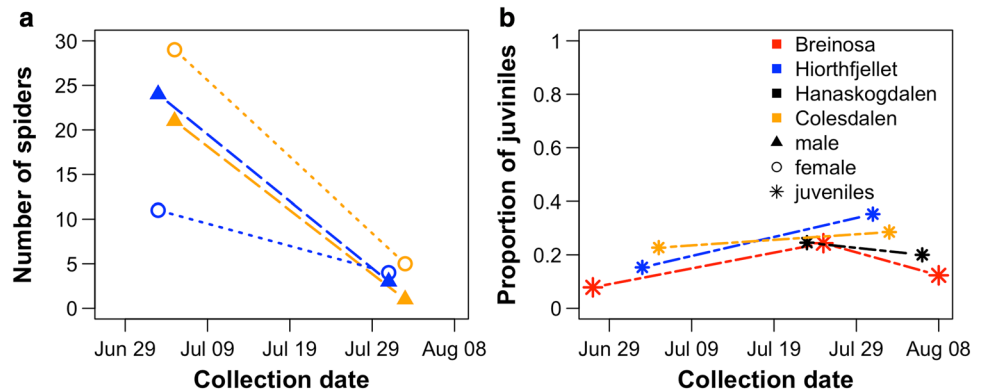 a
Number of spiders
30
25
20
15
10
5
0
Jun 29 Jul 09 Jul 19 Jul 29 Aug 08
Collection date
b
Proportion of juviniles
1
0.8
0.6
0.4
0.2
0
Breinosa
Hiorthfjellet
Hanaskogdalen
Colesdalen
male
female
juveniles
Jun 29 Jul 09 Jul 19 Jul 29 Aug 08
Collection date